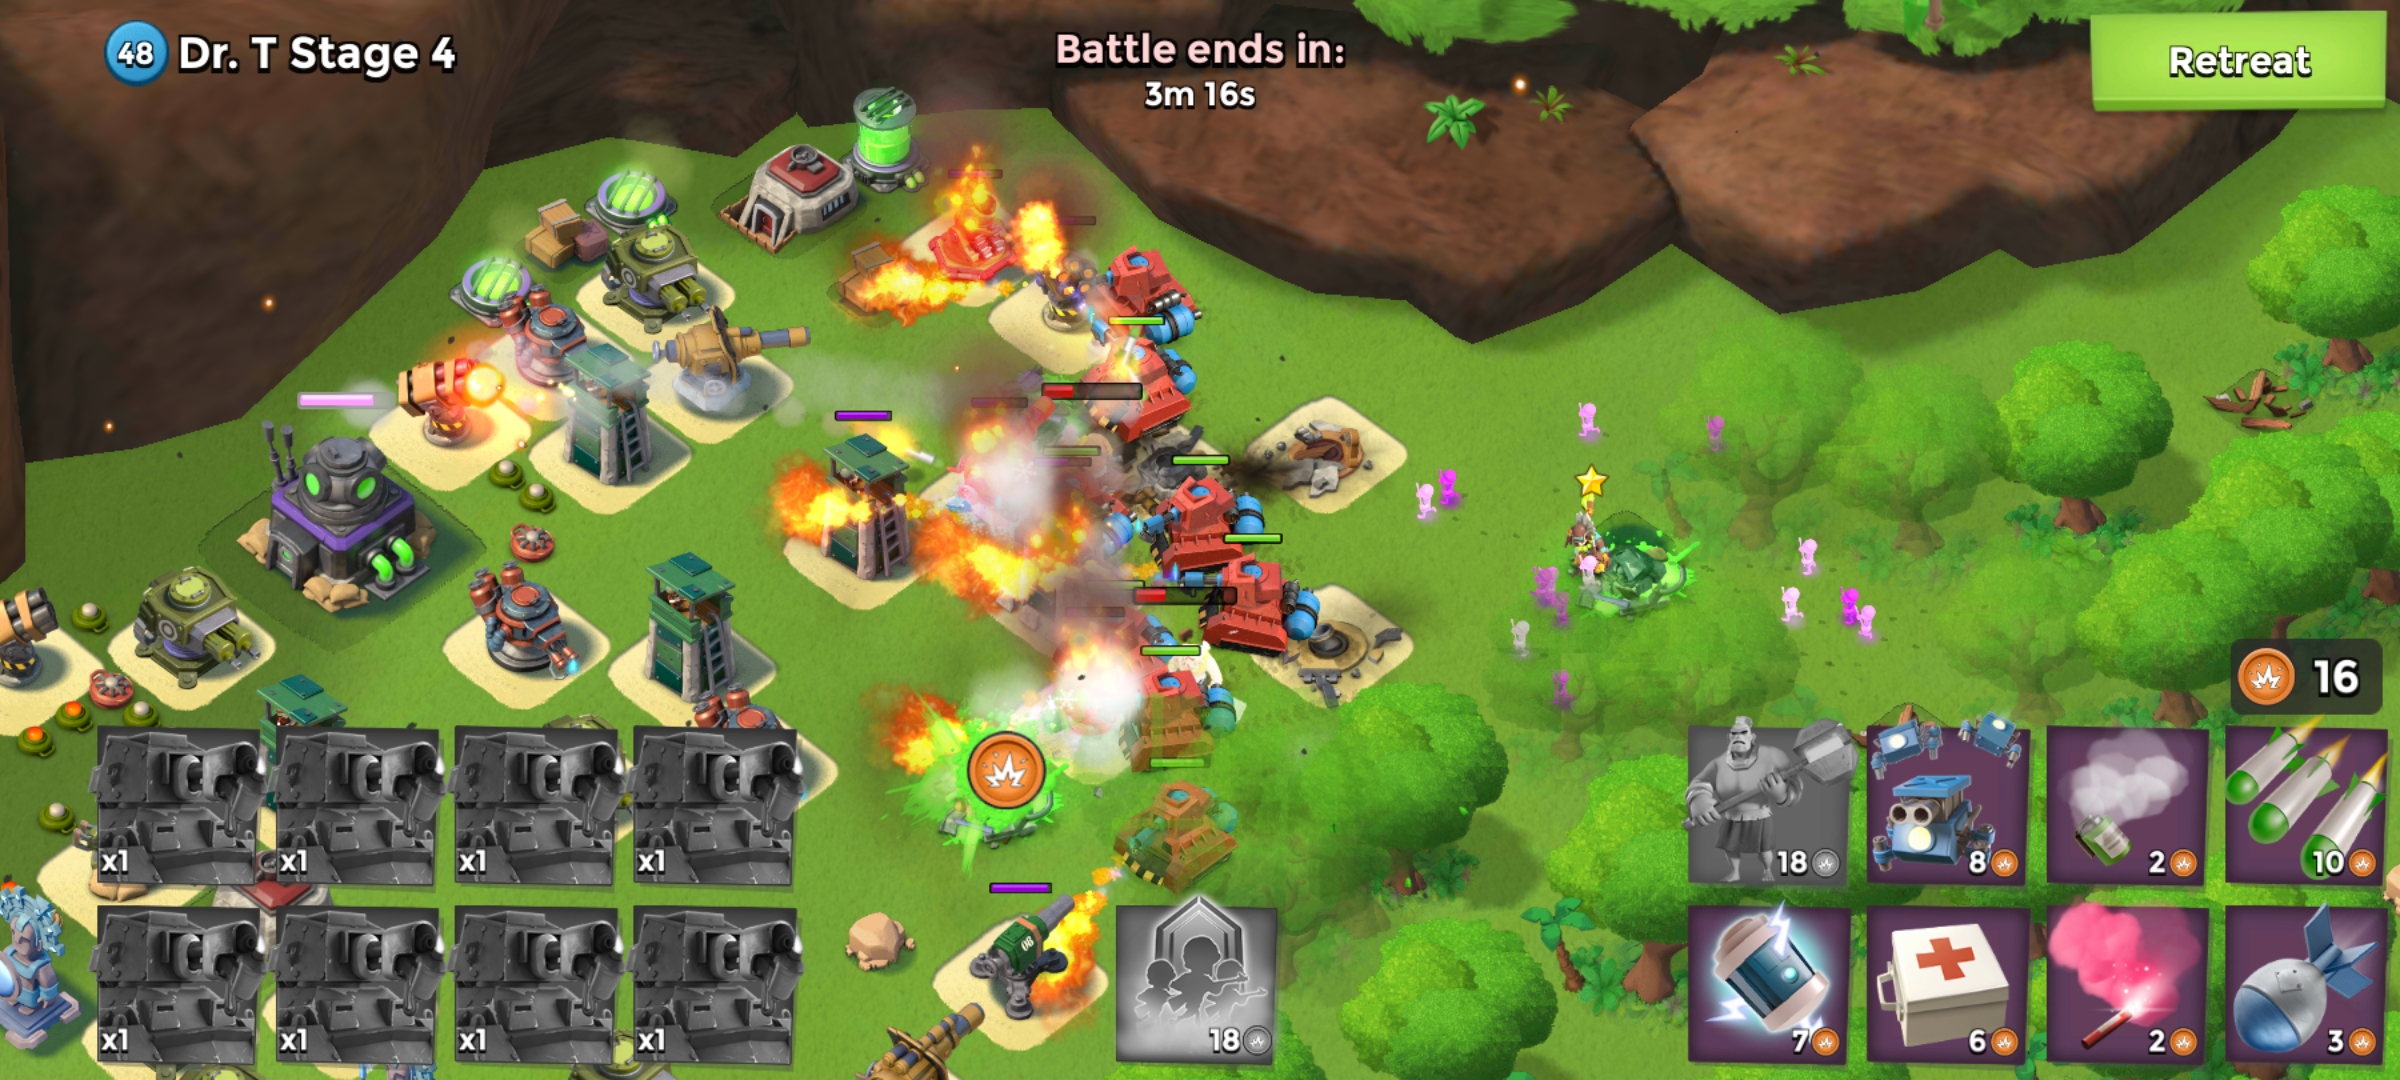 48 Dr. T Stage 4
Battle ends in:
3m 16s
Retreat
16
x1 x1 x1 x1
18 8 2 10
08
x1 x1 x1 x1
18
7 6 2 3